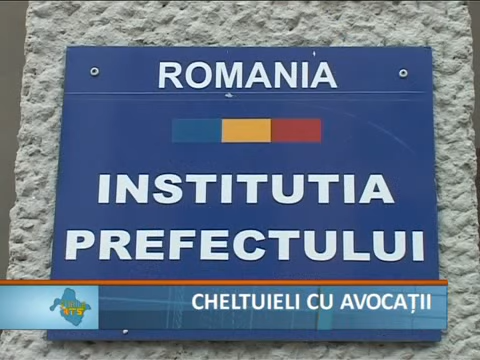 ROMANIA
INSTITUTIA
PREFECTULUI
CHELTUIELI CU AVOCAȚII